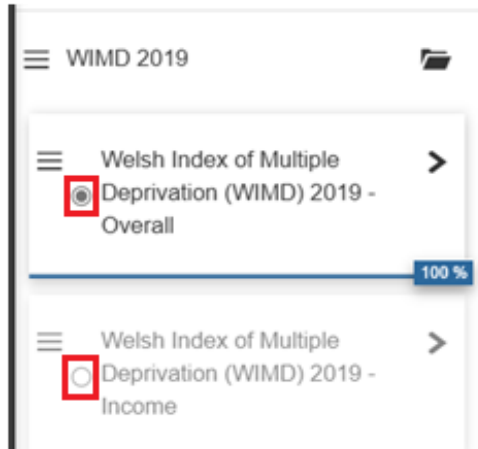 WIMD 2019
Welsh Index of Multiple
Deprivation (WIMD) 2019 -
Overall
100 %
Welsh Index of Multiple
Deprivation (WIMD) 2019 -
Income